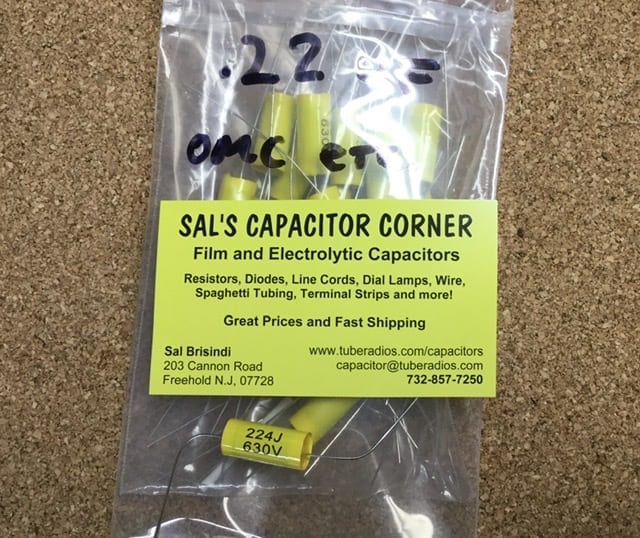 .22
630
OMC etc
SAL'S CAPACITOR CORNER
Film and Electrolytic Capacitors
Resistors, Diodes, Line Cords, Dial Lamps, Wire,
Spaghetti Tubing, Terminal Strips and more!
Great Prices and Fast Shipping
Sal Brisindi
203 Cannon Road
Freehold N.J, 07728
www.tuberadios.com/capacitors
capacitor@tuberadios.com
732-857-7250
224J
630V